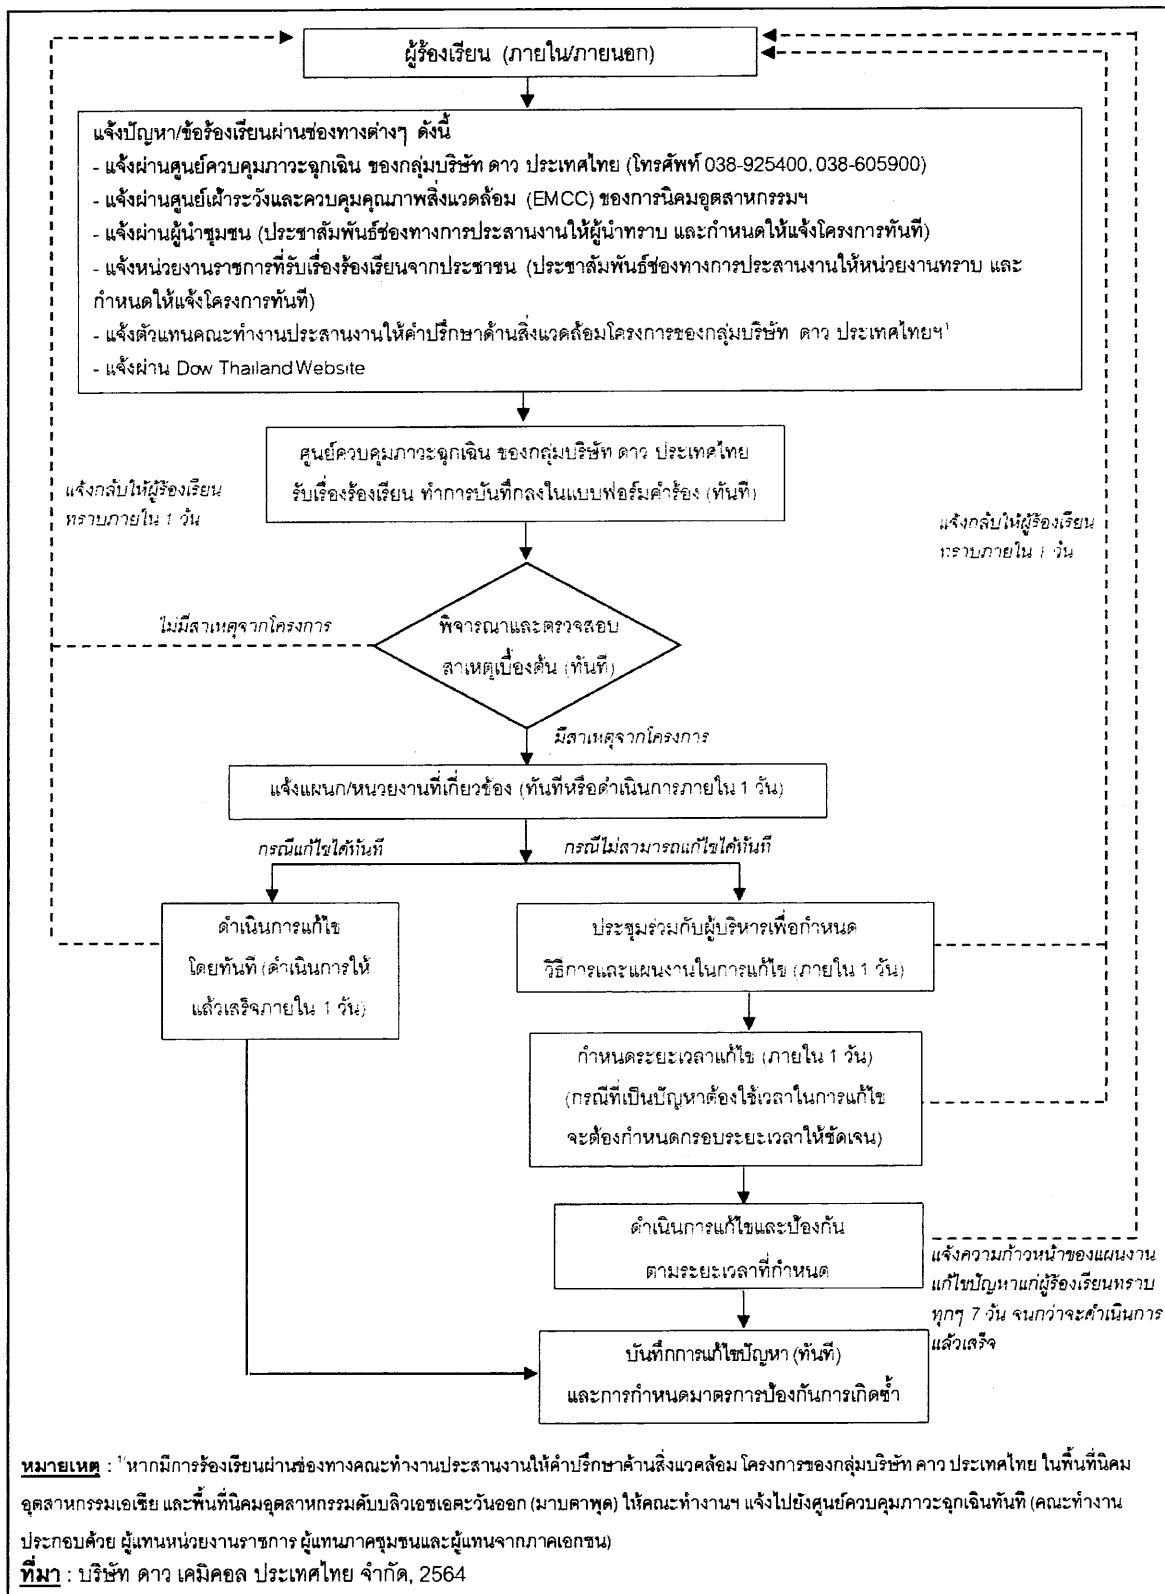 ผู้ร้องเรียน (ภายใน/ภายนอก)
แจ้งปัญหา/ข้อร้องเรียนผ่านช่องทางต่างๆ ดังนี้
- แจ้งผ่านศูนย์ควบคุมภาวะฉุกเฉิน ของกลุ่มบริษัท ดาว ประเทศไทย (โทรศัพท์ 038-925400, 038-605900)
- แจ้งผ่านศูนย์เฝ้าระวังและควบคุมคุณภาพสิ่งแวดล้อม (EMCC) ของการนิคมอุตสาหกรรมฯ
- แจ้งผ่านผู้นำชุมชน (ประชาสัมพันธ์ช่องทางการประสานงานให้ผู้นำทราบ และกำหนดให้แจ้งโครงการทันที)
- แจ้งหน่วยงานราชการที่รับเรื่องร้องเรียนจากประชาชน (ประชาสัมพันธ์ช่องทางการประสานงานให้หน่วยงานทราบ และ
กำหนดให้แจ้งโครงการทันที)
- แจ้งตัวแทนคณะทำงานประสานงานให้คำปรึกษาด้านสิ่งแวดล้อมโครงการของกลุ่มบริษัท ดาว ประเทศไทยฯ¹
- แจ้งผ่าน Dow Thailand Website
ศูนย์ควบคุมภาวะฉุกเฉิน ของกลุ่มบริษัท ดาว ประเทศไทย
รับเรื่องร้องเรียน ทำการบันทึกลงในแบบฟอร์มคำร้อง (ทันที)
แจ้งกลับให้ผู้ร้องเรียน
ทราบภายใน 1 วัน
แจ้งกลับให้ผู้ร้องเรียน
ทราบภายใน 1 วัน
ไม่มีสาเหตุจากโครงการ
พิจารณาและตรวจสอบ
สาเหตุเบื้องต้น (ทันที)
มีสาเหตุจากโครงการ
แจ้งแผนก/หน่วยงานที่เกี่ยวข้อง (ทันทีหรือดำเนินการภายใน 1 วัน)
กรณีแก้ไขได้ทันที
กรณีไม่สามารถแก้ไขได้ทันที
ดำเนินการแก้ไข
โดยทันที (ดำเนินการให้
แล้วเสร็จภายใน 1 วัน)
ประชุมร่วมกับผู้บริหารเพื่อกำหนด
วิธีการและแผนงานในการแก้ไข (ภายใน 1 วัน)
กำหนดระยะเวลาแก้ไข (ภายใน 1 วัน)
(กรณีที่เป็นปัญหาต้องใช้เวลาในการแก้ไข
จะต้องกำหนดกรอบระยะเวลาให้ชัดเจน)
ดำเนินการแก้ไขและป้องกัน
ตามระยะเวลาที่กำหนด
แจ้งความก้าวหน้าของแผนงาน
แก้ไขปัญหาแก่ผู้ร้องเรียนทราบ
ทุกๆ 7 วัน จนกว่าจะดำเนินการ
แล้วเสร็จ
บันทึกการแก้ไขปัญหา (ทันที)
และการกำหนดมาตรการป้องกันการเกิดซ้ำ
หมายเหตุ : ¹หากมีการร้องเรียนผ่านช่องทางคณะทำงานประสานงานให้คำปรึกษาด้านสิ่งแวดล้อม โครงการของกลุ่มบริษัท ดาว ประเทศไทย ในพื้นที่นิคม
อุตสาหกรรมเอเชีย และพื้นที่นิคมอุตสาหกรรมดับบลิวเอชเอตะวันออก (มาบตาพุด) ให้คณะทำงานฯ แจ้งไปยังศูนย์ควบคุมภาวะฉุกเฉินทันที (คณะทำงาน
ประกอบด้วย ผู้แทนหน่วยงานราชการ ผู้แทนภาคชุมชนและผู้แทนจากภาคเอกชน)
ที่มา : บริษัท ดาว เคมิคอล ประเทศไทย จำกัด, 2564